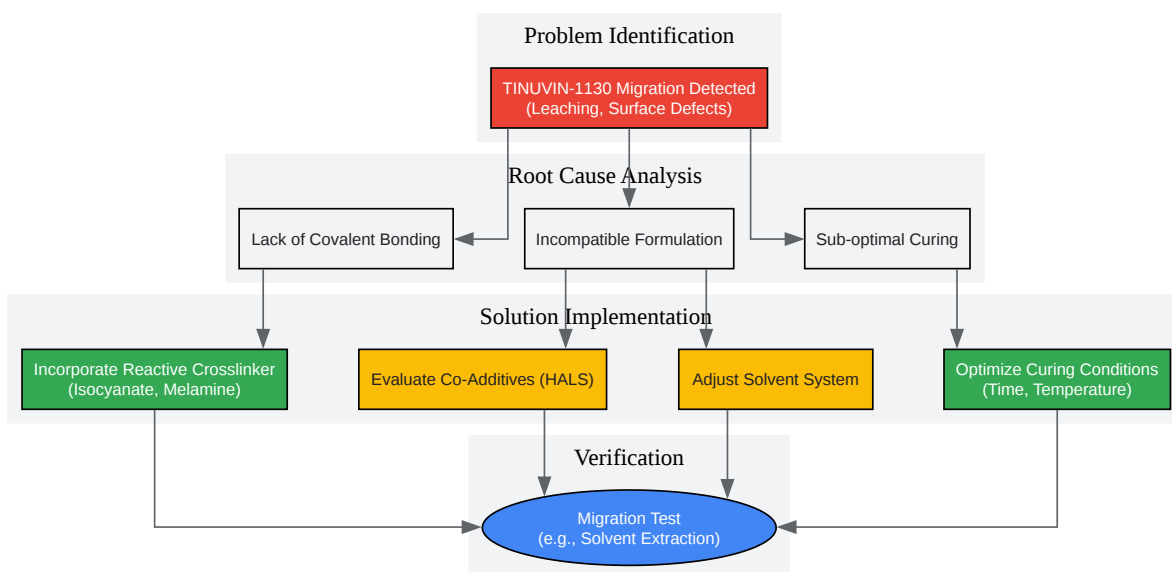 Problem Identification
TINUVIN-1130 Migration Detected
(Leaching, Surface Defects)
Root Cause Analysis
Lack of Covalent Bonding
Incompatible Formulation
Sub-optimal Curing
Solution Implementation
Incorporate Reactive Crosslinker
(Isocyanate, Melamine)
Evaluate Co-Additives (HALS)
Adjust Solvent System
Optimize Curing Conditions
(Time, Temperature)
Verification
Migration Test
(e.g., Solvent Extraction)